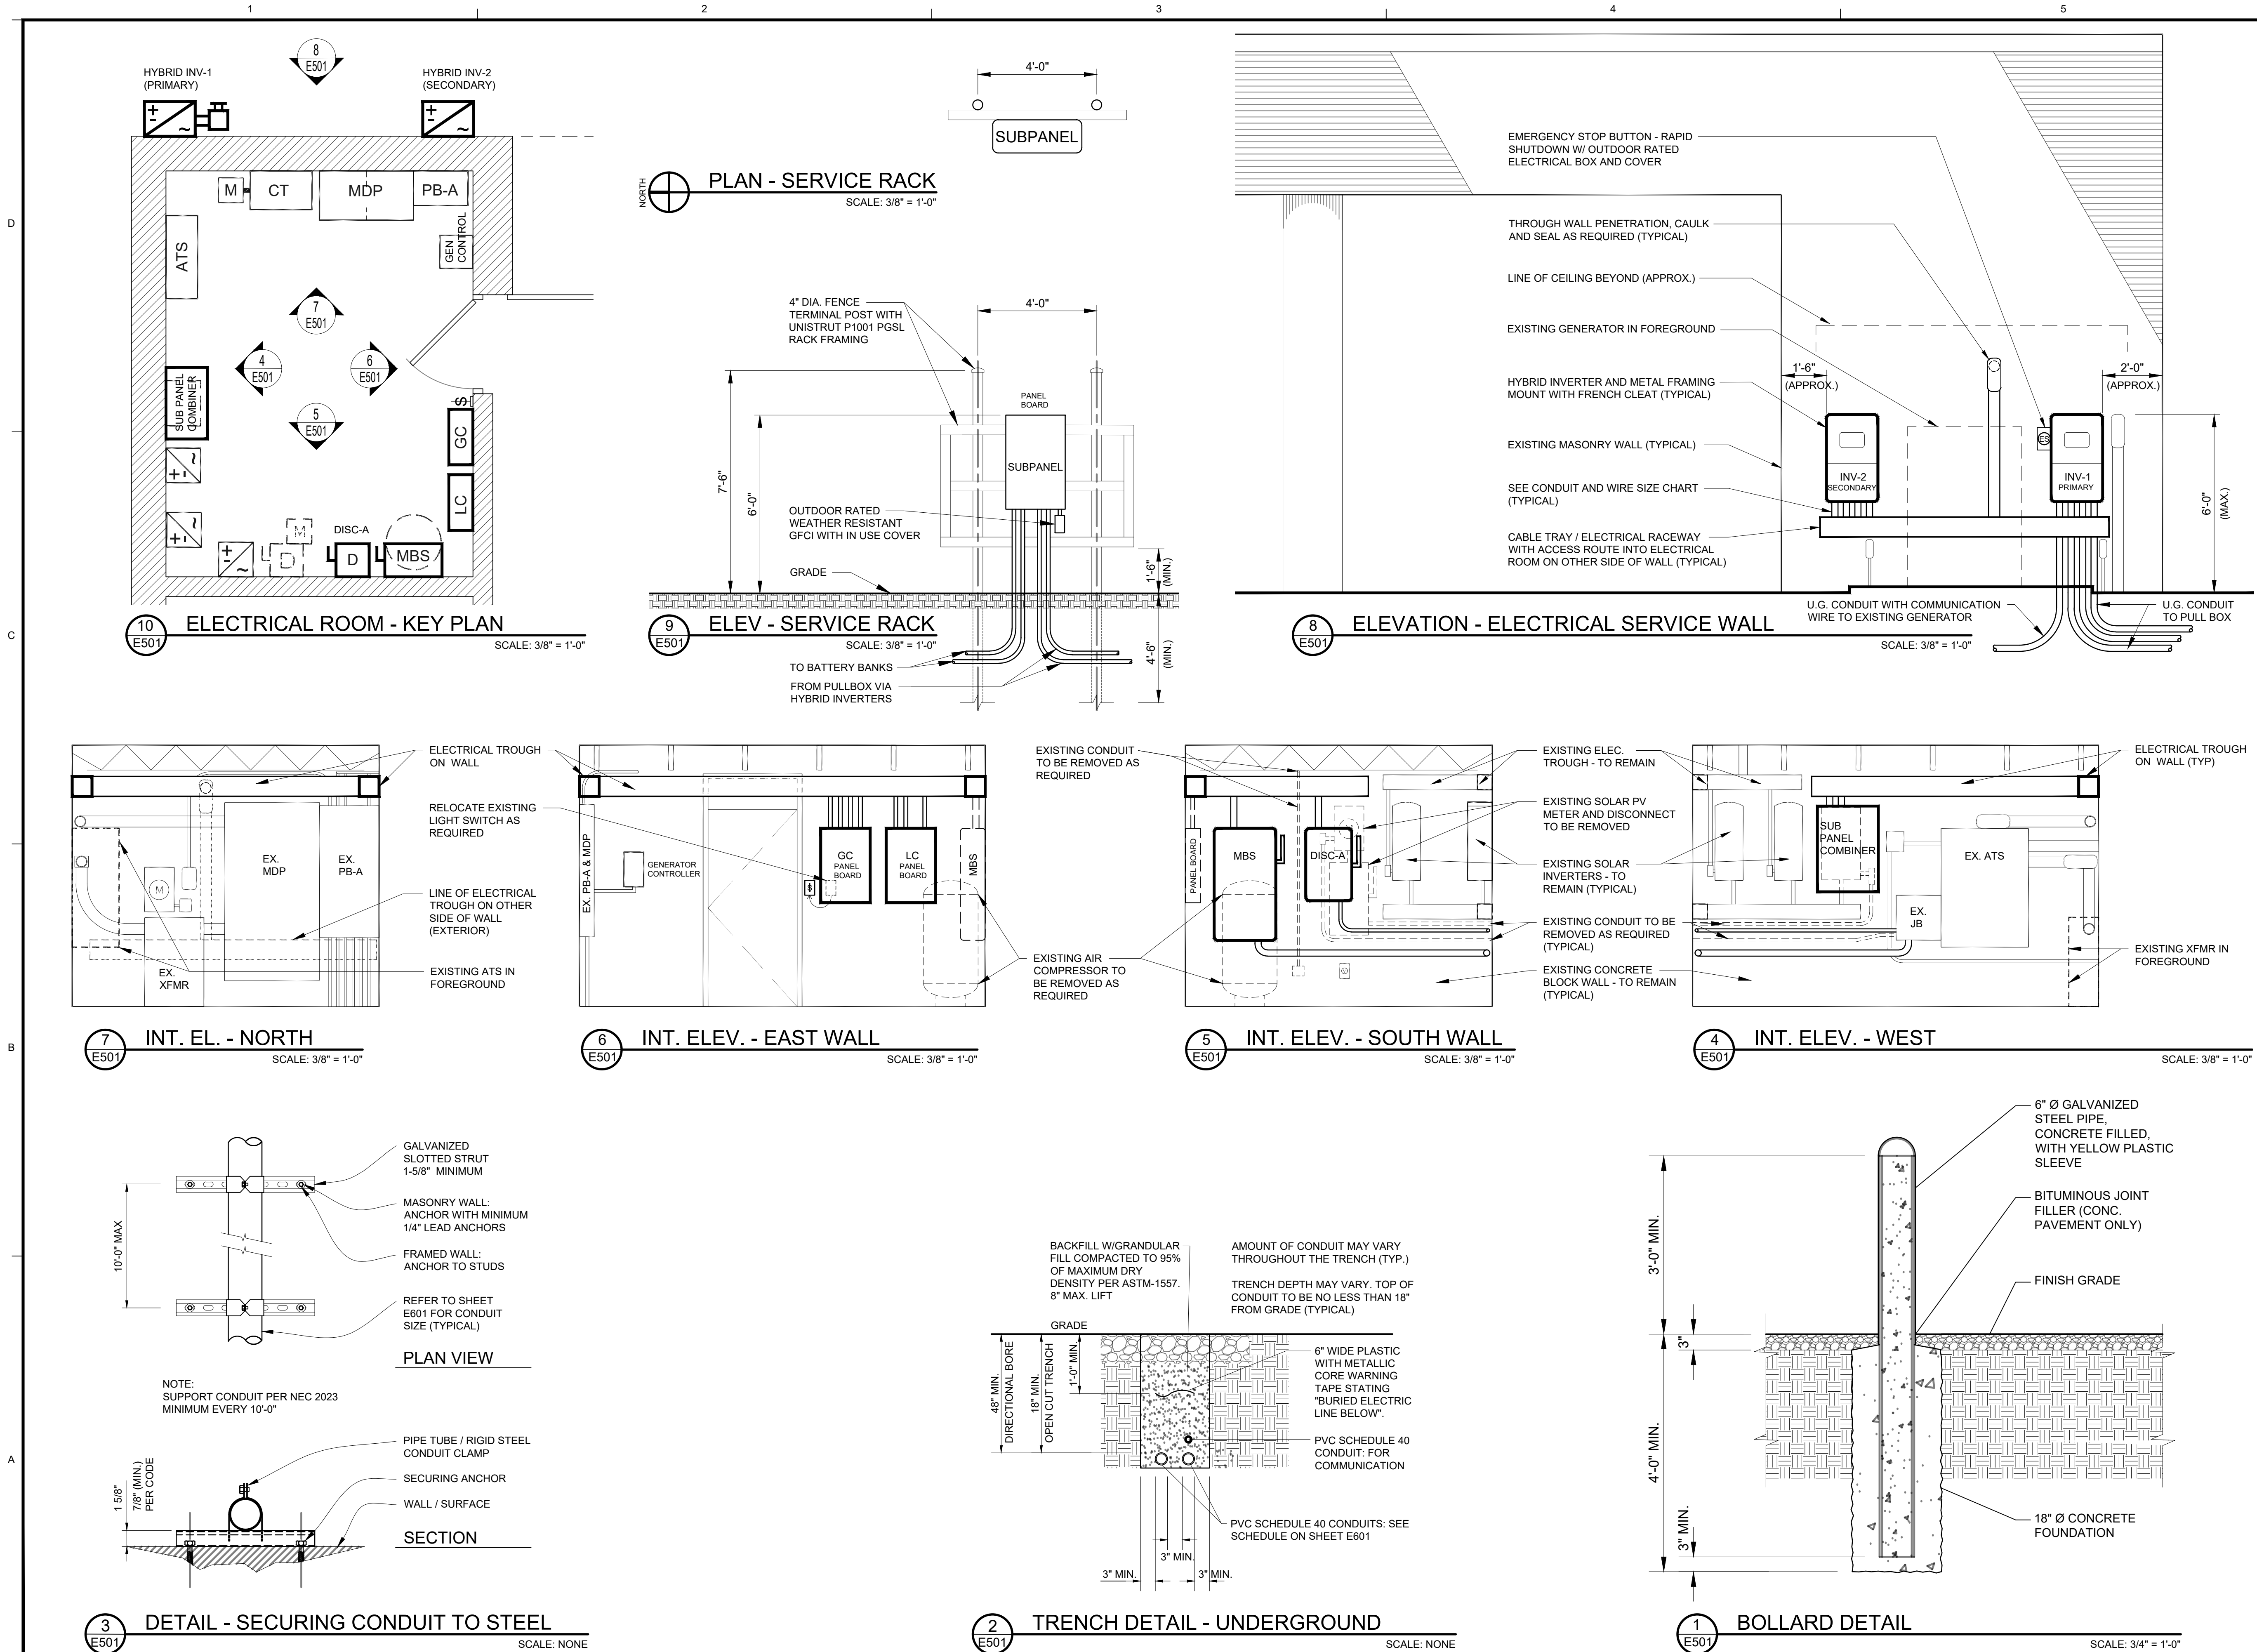 1
2
3
4
5
D
C
B
A
8
E501
HYBRID INV-1
(PRIMARY)
HYBRID INV-2
(SECONDARY)
+
-
~
+
-
~
M
CT
MDP
PB-A
ATS
GEN
CONTROL
7
E501
4
E501
6
E501
5
E501
SUB PANEL
COMBINER
$
GC
LC
+
-
~
+
-
~
+
-
~
M
D
DISC-A
D
MBS
10
E501
ELECTRICAL ROOM - KEY PLAN
SCALE: 3/8" = 1'-0"
4'-0"
SUBPANEL
NORTH
PLAN - SERVICE RACK
SCALE: 3/8" = 1'-0"
4" DIA. FENCE
TERMINAL POST WITH
UNISTRUT P1001 PGSL
RACK FRAMING
4'-0"
PANEL
BOARD
SUBPANEL
7'-6"
6'-0"
OUTDOOR RATED
WEATHER RESISTANT
GFCI WITH IN USE COVER
GRADE
1'-6"
(MIN.)
4'-6"
(MIN.)
9
E501
ELEV - SERVICE RACK
SCALE: 3/8" = 1'-0"
TO BATTERY BANKS
FROM PULLBOX VIA
HYBRID INVERTERS
EMERGENCY STOP BUTTON - RAPID
SHUTDOWN W/ OUTDOOR RATED
ELECTRICAL BOX AND COVER
THROUGH WALL PENETRATION, CAULK
AND SEAL AS REQUIRED (TYPICAL)
LINE OF CEILING BEYOND (APPROX.)
EXISTING GENERATOR IN FOREGROUND
HYBRID INVERTER AND METAL FRAMING
MOUNT WITH FRENCH CLEAT (TYPICAL)
EXISTING MASONRY WALL (TYPICAL)
SEE CONDUIT AND WIRE SIZE CHART
(TYPICAL)
CABLE TRAY / ELECTRICAL RACEWAY
WITH ACCESS ROUTE INTO ELECTRICAL
ROOM ON OTHER SIDE OF WALL (TYPICAL)
1'-6"
(APPROX.)
2'-0"
(APPROX.)
INV-2
SECONDARY
ES
INV-1
PRIMARY
6'-0"
(MAX.)
U.G. CONDUIT WITH COMMUNICATION
WIRE TO EXISTING GENERATOR
U.G. CONDUIT
TO PULL BOX
8
E501
ELEVATION - ELECTRICAL SERVICE WALL
SCALE: 3/8" = 1'-0"
EX.
MDP
EX.
PB-A
M
EX.
XFMR
ELECTRICAL TROUGH
ON WALL
RELOCATE EXISTING
LIGHT SWITCH AS
REQUIRED
LINE OF ELECTRICAL
TROUGH ON OTHER
SIDE OF WALL
(EXTERIOR)
EXISTING ATS IN
FOREGROUND
7
E501
INT. EL. - NORTH
SCALE: 3/8" = 1'-0"
EX. PB-A & MDP
GENERATOR
CONTROLLER
$
GC
PANEL
BOARD
LC
PANEL
BOARD
MBS
6
E501
INT. ELEV. - EAST WALL
SCALE: 3/8" = 1'-0"
EXISTING CONDUIT
TO BE REMOVED AS
REQUIRED
EXISTING AIR
COMPRESSOR TO
BE REMOVED AS
REQUIRED
PANEL BOARD
MBS
DISC-A
5
E501
INT. ELEV. - SOUTH WALL
SCALE: 3/8" = 1'-0"
EXISTING ELEC.
TROUGH - TO REMAIN
EXISTING SOLAR PV
METER AND DISCONNECT
TO BE REMOVED
EXISTING SOLAR
INVERTERS - TO
REMAIN (TYPICAL)
EXISTING CONDUIT TO BE
REMOVED AS REQUIRED
(TYPICAL)
EXISTING CONCRETE
BLOCK WALL - TO REMAIN
(TYPICAL)
SUB
PANEL
COMBINER
EX. ATS
EX.
JB
ELECTRICAL TROUGH
ON WALL (TYP)
EXISTING XFMR IN
FOREGROUND
4
E501
INT. ELEV. - WEST
SCALE: 3/8" = 1'-0"
10'-0" MAX
GALVANIZED
SLOTTED STRUT
1-5/8" MINIMUM
MASONRY WALL:
ANCHOR WITH MINIMUM
1/4" LEAD ANCHORS
FRAMED WALL:
ANCHOR TO STUDS
REFER TO SHEET
E601 FOR CONDUIT
SIZE (TYPICAL)
PLAN VIEW
NOTE:
SUPPORT CONDUIT PER NEC 2023
MINIMUM EVERY 10'-0"
1 5/8"
7/8" (MIN.)
PER CODE
PIPE TUBE / RIGID STEEL
CONDUIT CLAMP
SECURING ANCHOR
WALL / SURFACE
SECTION
3
E501
DETAIL - SECURING CONDUIT TO STEEL
SCALE: NONE
BACKFILL W/GRANDULAR
FILL COMPACTED TO 95%
OF MAXIMUM DRY
DENSITY PER ASTM-1557.
8" MAX. LIFT
AMOUNT OF CONDUIT MAY VARY
THROUGHOUT THE TRENCH (TYP.)
TRENCH DEPTH MAY VARY. TOP OF
CONDUIT TO BE NO LESS THAN 18"
FROM GRADE (TYPICAL)
GRADE
48" MIN.
DIRECTIONAL BORE
18" MIN.
OPEN CUT TRENCH
1'-0" MIN.
6" WIDE PLASTIC
WITH METALLIC
CORE WARNING
TAPE STATING
"BURIED ELECTRIC
LINE BELOW".
PVC SCHEDULE 40
CONDUIT: FOR
COMMUNICATION
PVC SCHEDULE 40 CONDUITS: SEE
SCHEDULE ON SHEET E601
3" MIN.
3" MIN.
3" MIN.
2
E501
TRENCH DETAIL - UNDERGROUND
SCALE: NONE
6" Ø GALVANIZED
STEEL PIPE,
CONCRETE FILLED,
WITH YELLOW PLASTIC
SLEEVE
BITUMINOUS JOINT
FILLER (CONC.
PAVEMENT ONLY)
FINISH GRADE
18" Ø CONCRETE
FOUNDATION
3'-0" MIN.
3"
4'-0" MIN.
3" MIN.
1
E501
BOLLARD DETAIL
SCALE: 3/4" = 1'-0"